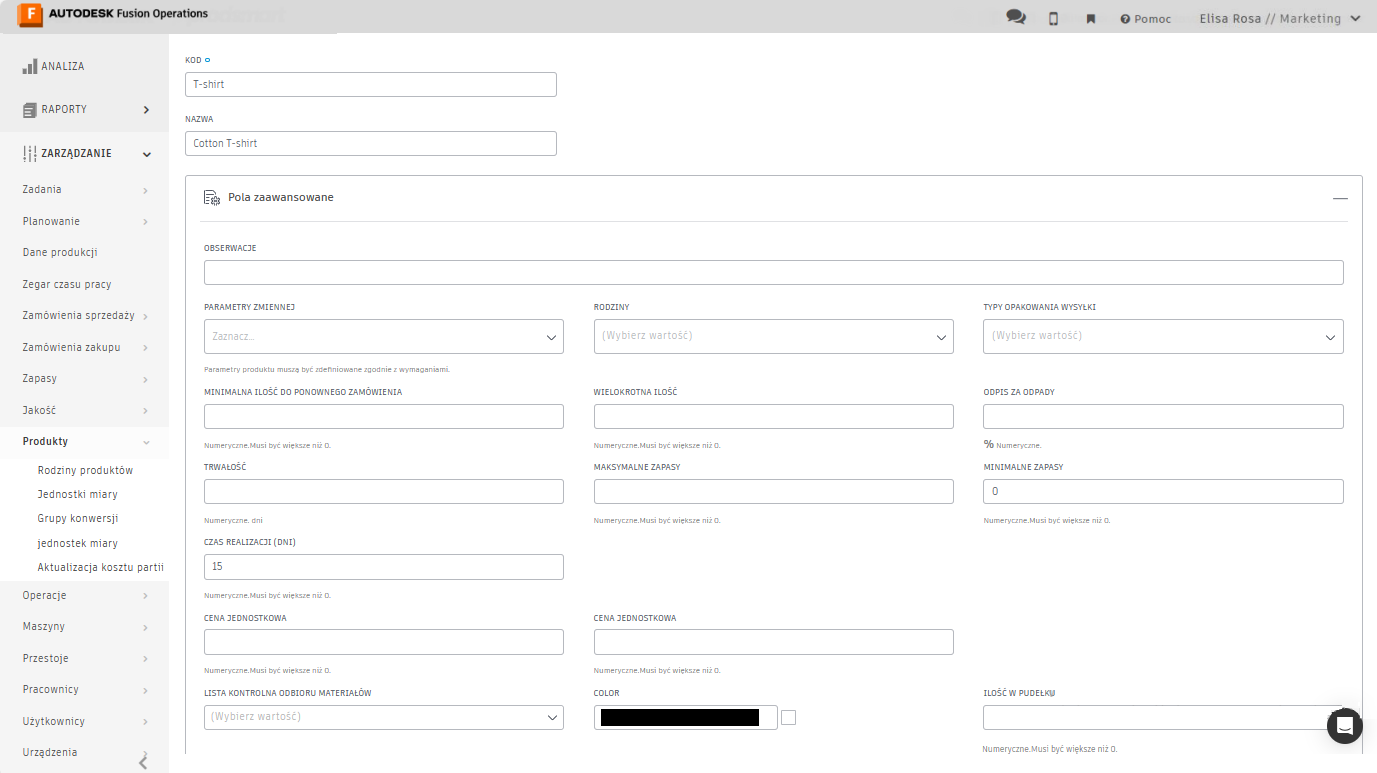 AUTODESK Fusion Operations
Pomoc
Elisa Rosa // Marketing
ANALIZA
RAPORTY
ZARZĄDZANIE
Zadania
Planowanie
Dane produkcji
Zegar czasu pracy
Zamówienia sprzedaży
Zamówienia zakupu
Zapasy
Jakość
Produkty
Rodziny produktów
Jednostki miary
Grupy konwersji
jednostek miary
Aktualizacja kosztu partii
Operacje
Maszyny
Przestoje
Pracownicy
Użytkownicy
Urządzenia
KOD
T-shirt
NAZWA
Cotton T-shirt
Pola zaawansowane
OBSERWACJE
PARAMETRY ZMIENNEJ
RODZINY
TYPY OPAKOWANIA WYSYŁKI
Zaznacz...
(Wybierz wartość)
(Wybierz wartość)
Parametry produktu muszą być zdefiniowane zgodnie z wymaganiami.
MINIMALNA ILOŚĆ DO PONOWNEGO ZAMÓWIENIA
WIELOKROTNA ILOŚĆ
ODPIS ZA ODPADY
Numeryczne.Musi być większe niż 0.
Numeryczne.Musi być większe niż 0.
% Numeryczne.
TRWAŁOŚĆ
MAKSYMALNE ZAPASY
MINIMALNE ZAPASY
0
Numeryczne. dni
Numeryczne.Musi być większe niż 0.
Numeryczne.Musi być większe niż 0.
CZAS REALIZACJI (DNI)
15
Numeryczne.Musi być większe niż 0.
CENA JEDNOSTKOWA
CENA JEDNOSTKOWA
Numeryczne.Musi być większe niż 0.
Numeryczne.Musi być większe niż 0.
LISTA KONTROLNA ODBIORU MATERIAŁÓW
COLOR
ILOŚĆ W PUDEŁKU
(Wybierz wartość)
Numeryczne.Musi być większe niż 0.